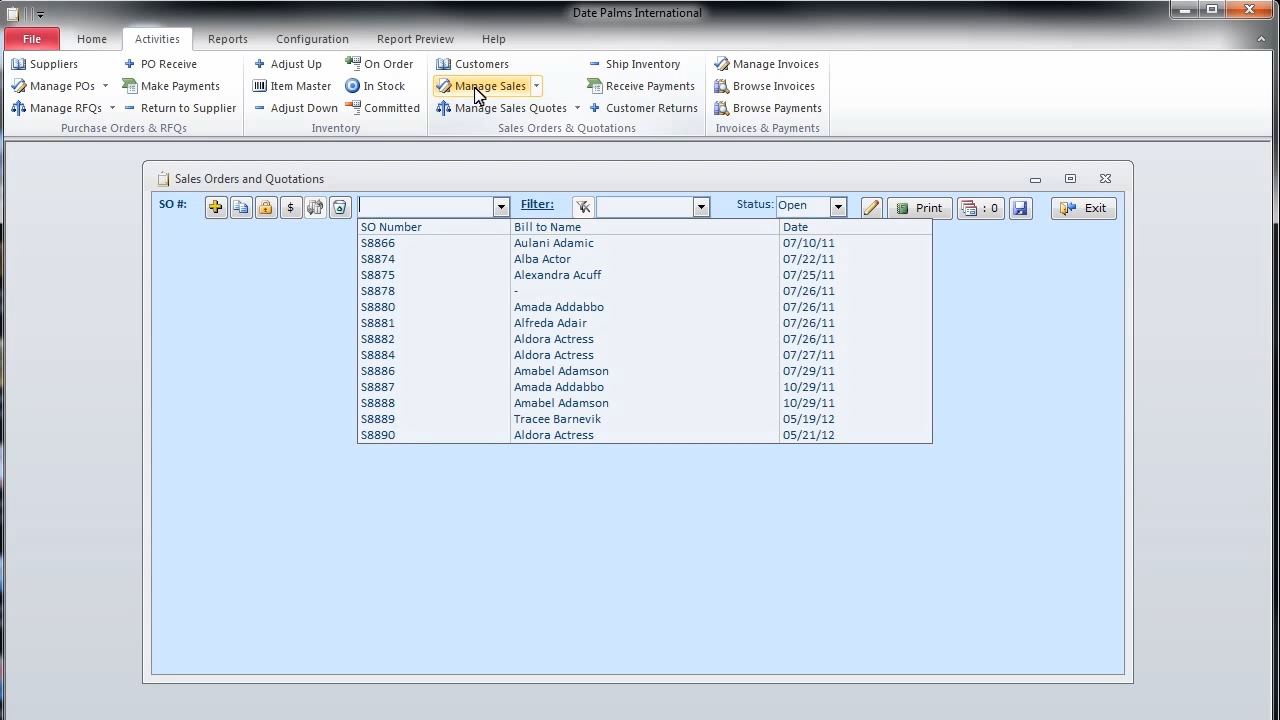 Date Palms International
File Home Activities Reports Configuration Report Preview Help
Suppliers PO Receive Adjust Up On Order Customers Ship Inventory Manage Invoices
Manage POs Make Payments Item Master In Stock Manage Sales Receive Payments Browse Invoices
Manage RFQs Return to Supplier Adjust Down Committed Manage Sales Quotes Customer Returns Browse Payments
Purchase Orders & RFQs Inventory Sales Orders & Quotations Invoices & Payments
Sales Orders and Quotations
SO #: $ Filter: Status: Open Print : 0 Exit
SO Number Bill to Name Date
S8866 Aulani Adamic 07/10/11
S8874 Alba Actor 07/22/11
S8875 Alexandra Acuff 07/25/11
S8878 - 07/26/11
S8880 Amada Addabbo 07/26/11
S8881 Alfreda Adair 07/26/11
S8882 Aldora Actress 07/26/11
S8884 Aldora Actress 07/27/11
S8886 Amabel Adamson 07/29/11
S8887 Amada Addabbo 10/29/11
S8888 Amabel Adamson 10/29/11
S8889 Tracee Barnevik 05/19/12
S8890 Aldora Actress 05/21/12